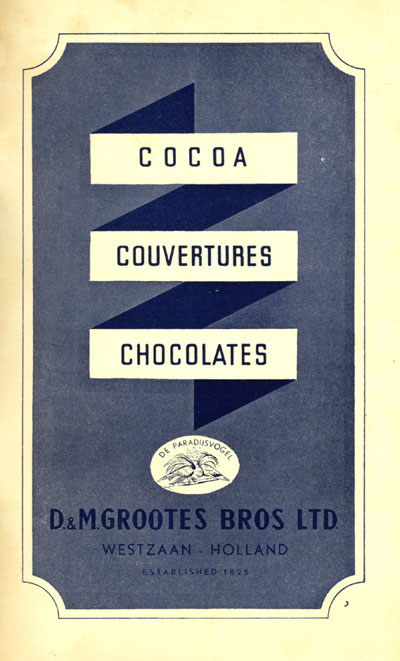 COCOA
COUVERTURES
CHOCOLATES
DE PARADIJSVOGEL
D.&M.GROOTES BROS LTD.
WESTZAAN - HOLLAND
ESTABLISHED 1825